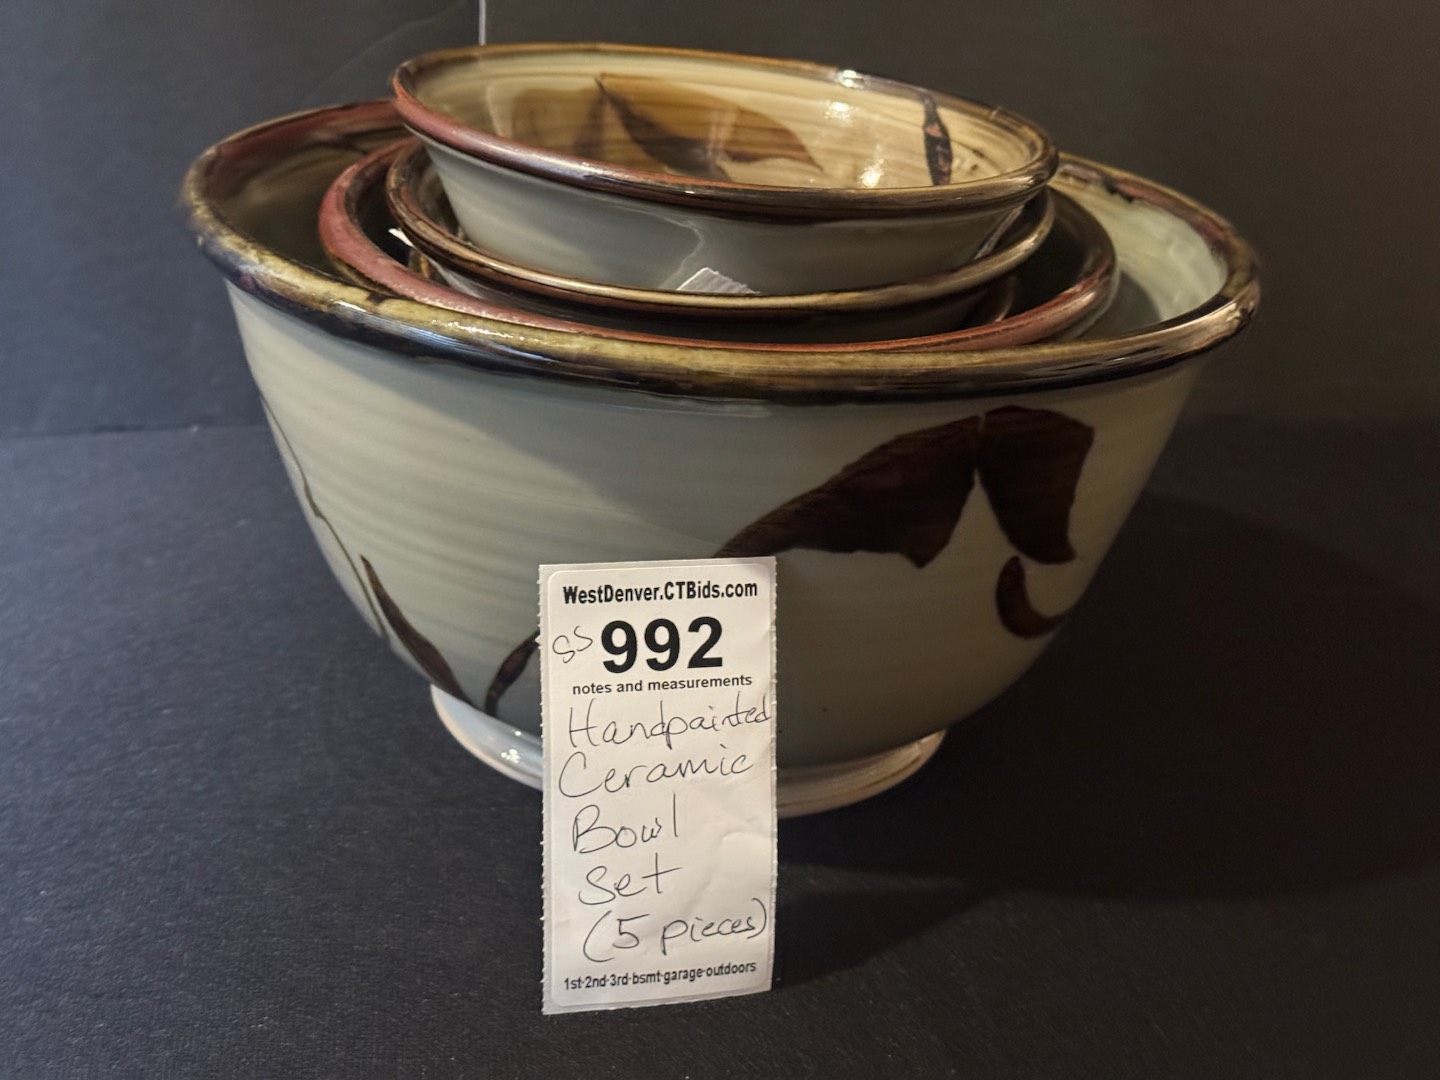 WestDenver.CTBids.com
SS 992
notes and measurements
Handpainted
Ceramic
Bowl
Set
(5 pieces)
1st-2nd-3rd-bsmt-garage-outdoors